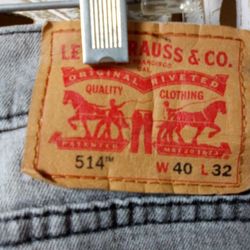 LE RAUSS & CO.
ORIGINAL RIVETED
QUALITY CLOTHING
514™ W 40 L 32